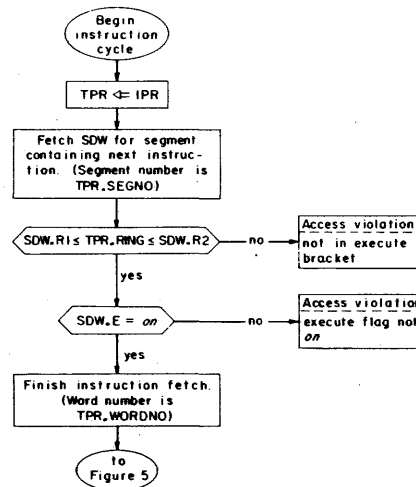 Begin
instruction
cycle
TPR ⇐ IPR
Fetch SDW for segment
containing next instruc-
tion. (Segment number is
TPR.SEGNO)
SDW.R1 ≤ TPR.RING ≤ SDW.R2
no
Access violation
not in execute
bracket
yes
SDW.E = on
no
Access violation
execute flag not
on
yes
Finish instruction fetch.
(Word number is
TPR.WORDNO)
to
Figure 5